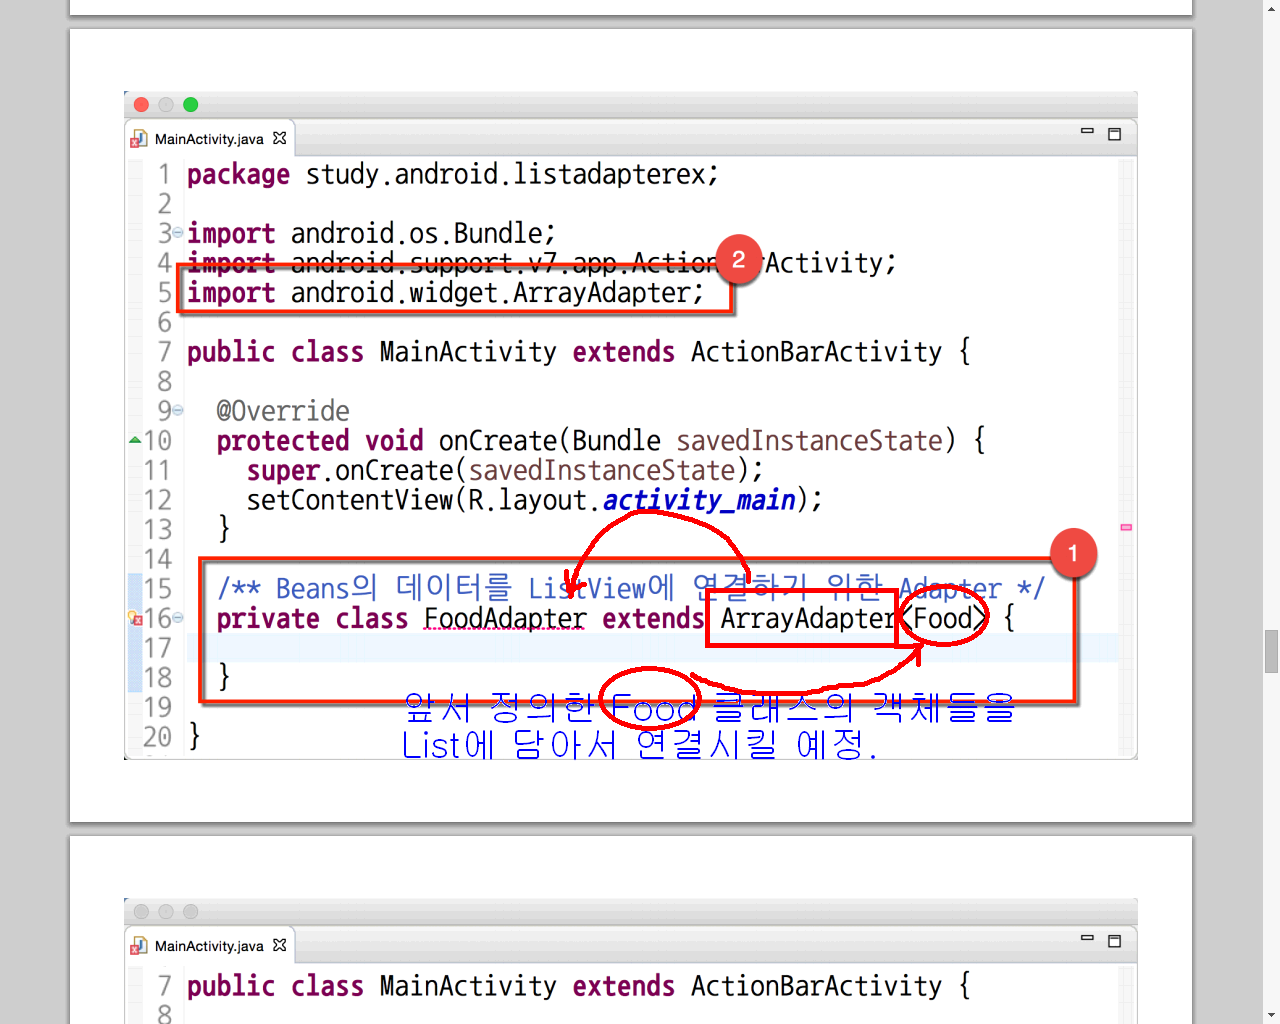 MainActivity.java
1 package study.android.listadapterex;
2
3 import android.os.Bundle;
4 import android.support.v7.app.ActionBarActivity;
2
5 import android.widget.ArrayAdapter;
6
7 public class MainActivity extends ActionBarActivity {
8
9 @Override
10 protected void onCreate(Bundle savedInstanceState) {
11 super.onCreate(savedInstanceState);
12 setContentView(R.layout.activity_main);
13 }
14
1
15 /** Beans의 데이터를 ListView에 연결하기 위한 Adapter */
16 private class FoodAdapter extends ArrayAdapter<Food> {
17
18 }
19
앞서 정의한 Food 클래스의 객체들을
20 }
List에 담아서 연결시킬 예정.
MainActivity.java
7 public class MainActivity extends ActionBarActivity {
8